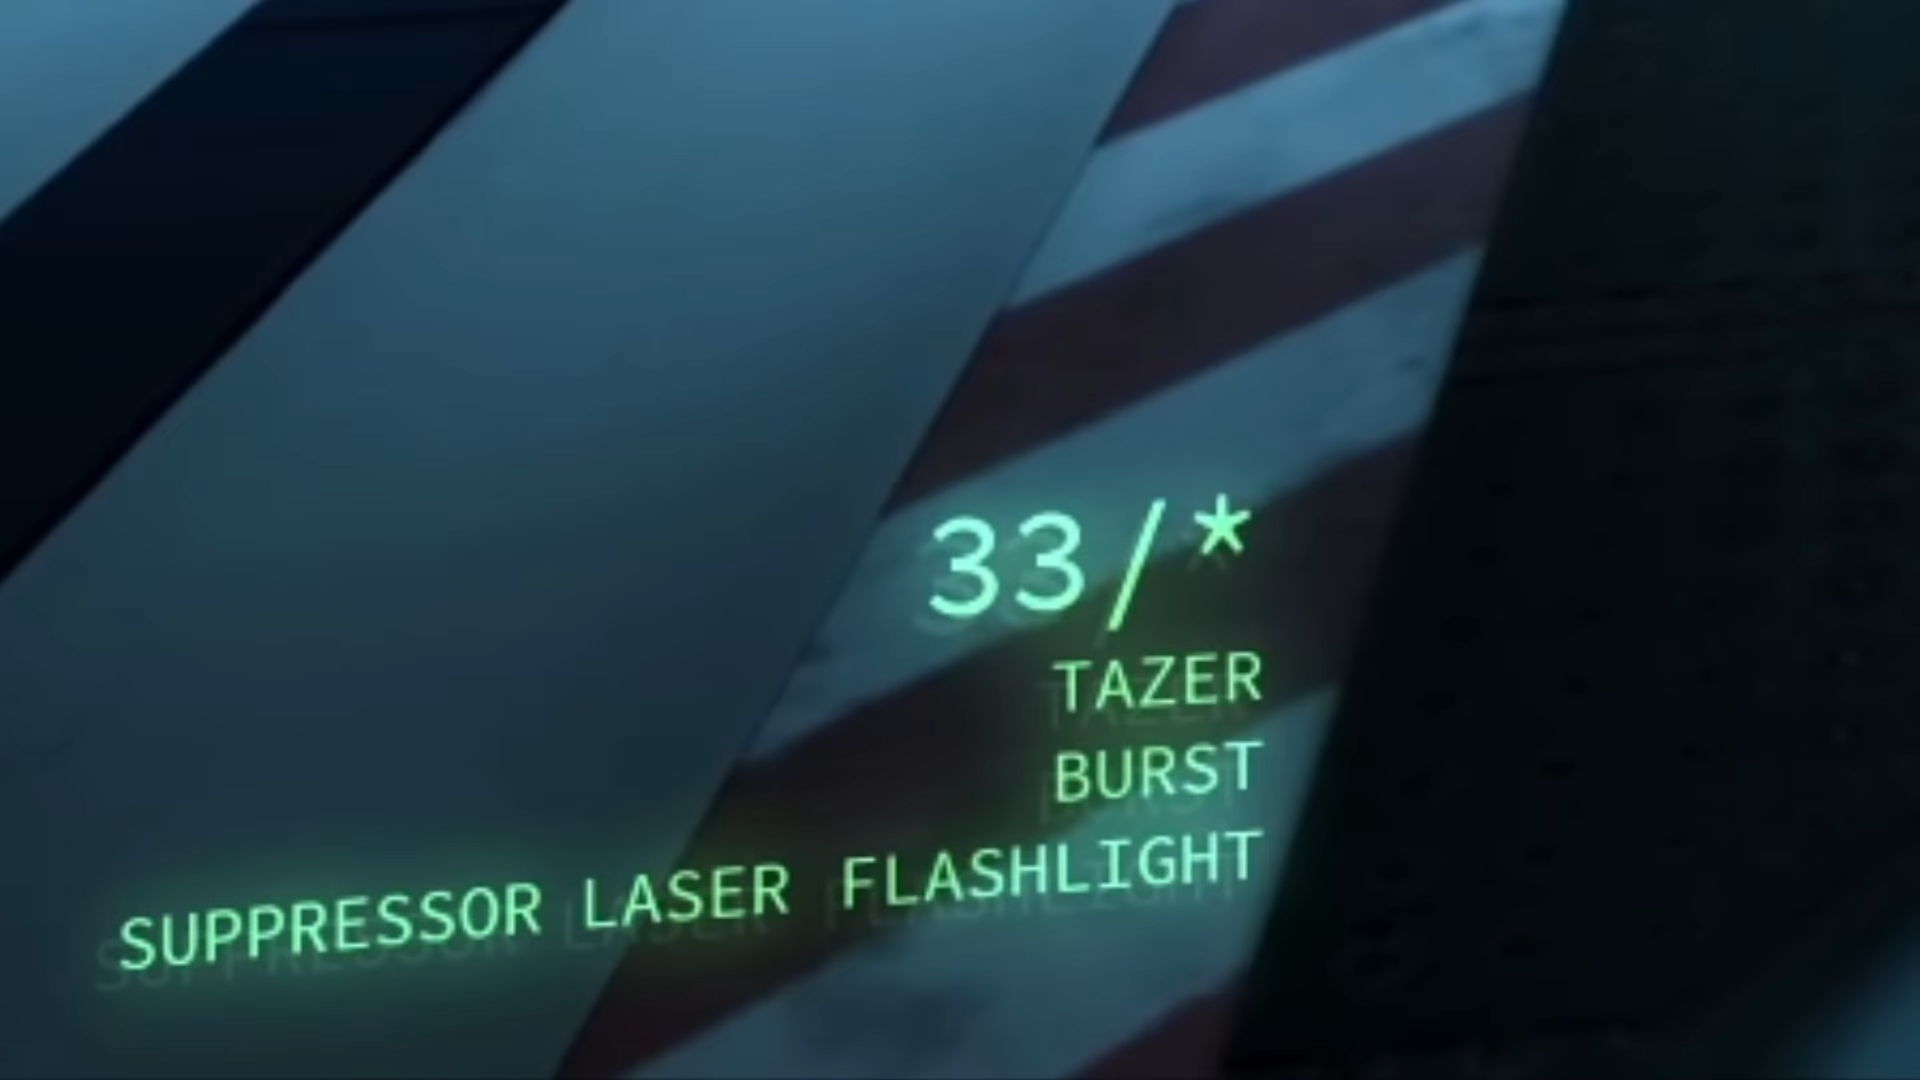 33/*
TAZER
BURST
SUPPRESSOR LASER FLASHLIGHT